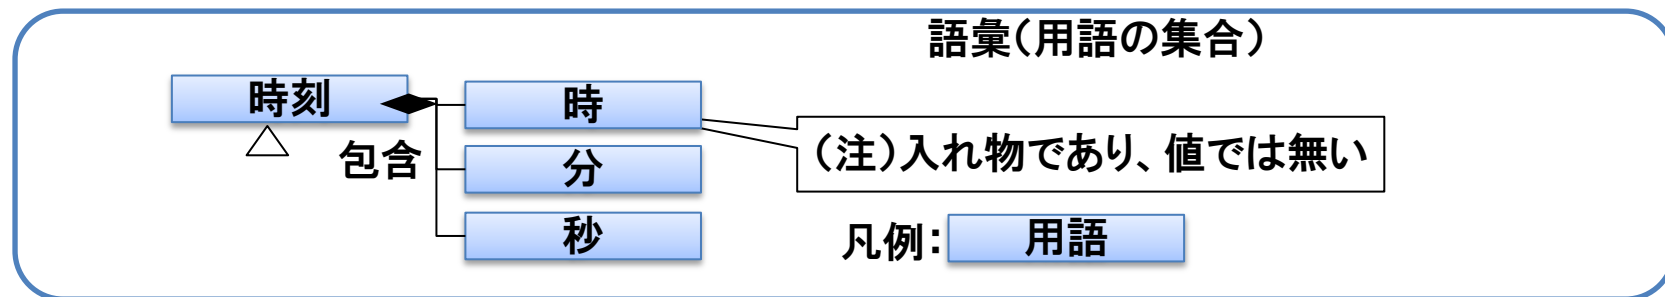 語彙（用語の集合）
時刻
時
包含
（注）入れ物であり、値では無い
分
秒
凡例：
用語